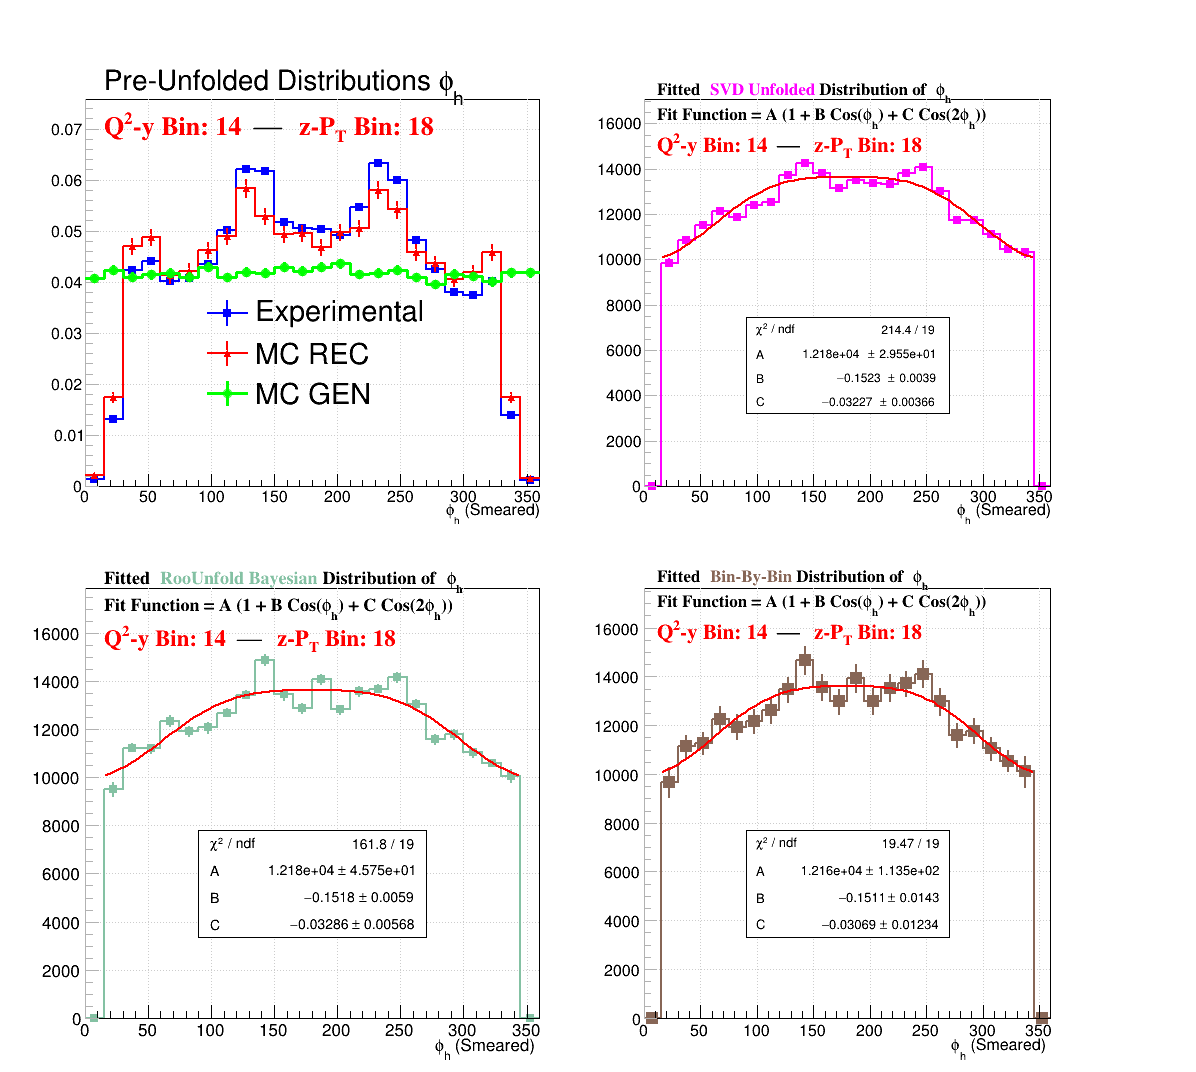 Pre-Unfolded Distributions ϕh
Q²-y Bin: 14 — z-PT Bin: 18
0.07
0.06
0.05
0.04
0.03
0.02
0.01
0
Experimental
MC REC
MC GEN
0 50 100 150 200 250 300 350
ϕh (Smeared)
Fitted SVD Unfolded Distribution of ϕh
Fit Function = A (1 + B Cos(ϕh) + C Cos(2ϕh))
Q²-y Bin: 14 — z-PT Bin: 18
16000
14000
12000
10000
8000
6000
4000
2000
0
χ² / ndf 214.4 / 19
A 1.218e+04 ± 2.955e+01
B −0.1523 ± 0.0039
C −0.03227 ± 0.00366
0 50 100 150 200 250 300 350
ϕh (Smeared)
Fitted RooUnfold Bayesian Distribution of ϕh
Fit Function = A (1 + B Cos(ϕh) + C Cos(2ϕh))
Q²-y Bin: 14 — z-PT Bin: 18
16000
14000
12000
10000
8000
6000
4000
2000
0
χ² / ndf 161.8 / 19
A 1.218e+04 ± 4.575e+01
B −0.1518 ± 0.0059
C −0.03286 ± 0.00568
0 50 100 150 200 250 300 350
ϕh (Smeared)
Fitted Bin-By-Bin Distribution of ϕh
Fit Function = A (1 + B Cos(ϕh) + C Cos(2ϕh))
Q²-y Bin: 14 — z-PT Bin: 18
16000
14000
12000
10000
8000
6000
4000
2000
0
χ² / ndf 19.47 / 19
A 1.216e+04 ± 1.135e+02
B −0.1511 ± 0.0143
C −0.03069 ± 0.01234
0 50 100 150 200 250 300 350
ϕh (Smeared)